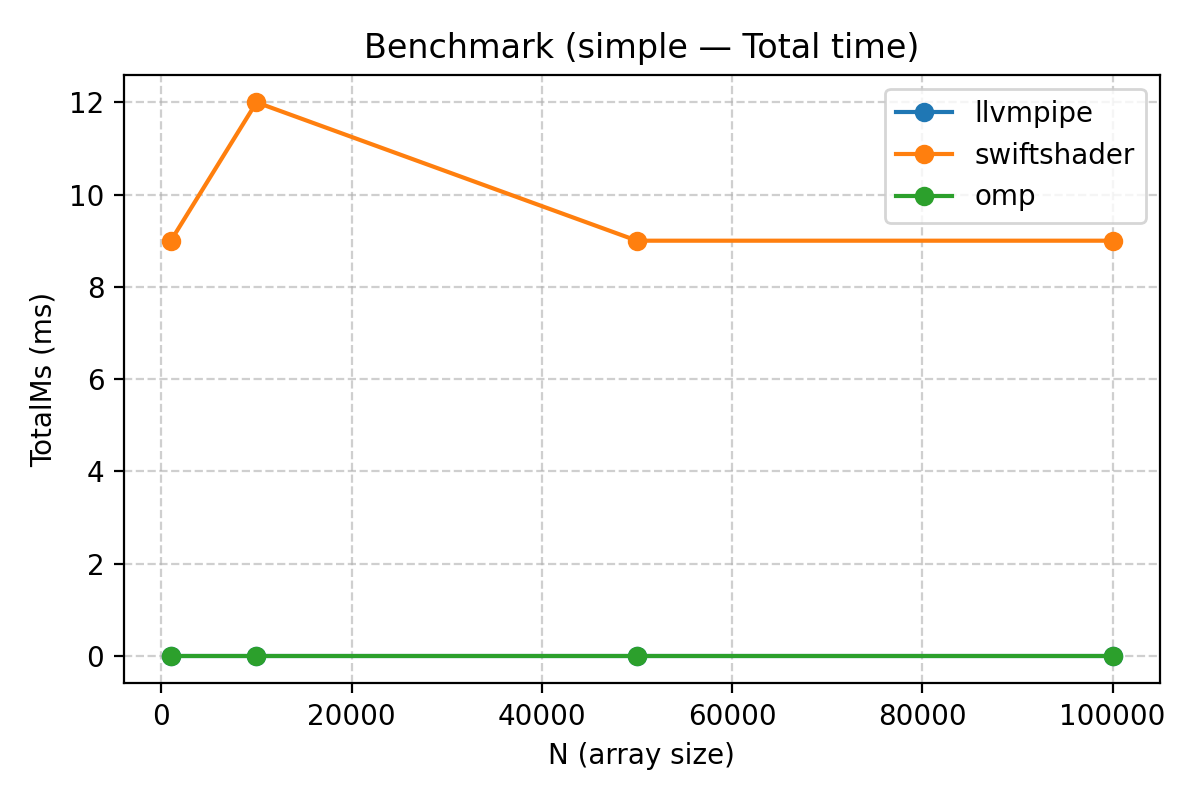 Benchmark (simple — Total time)
llvmpipe
swiftshader
omp
TotalMs (ms)
12
10
8
6
4
2
0
0 20000 40000 60000 80000 100000
N (array size)